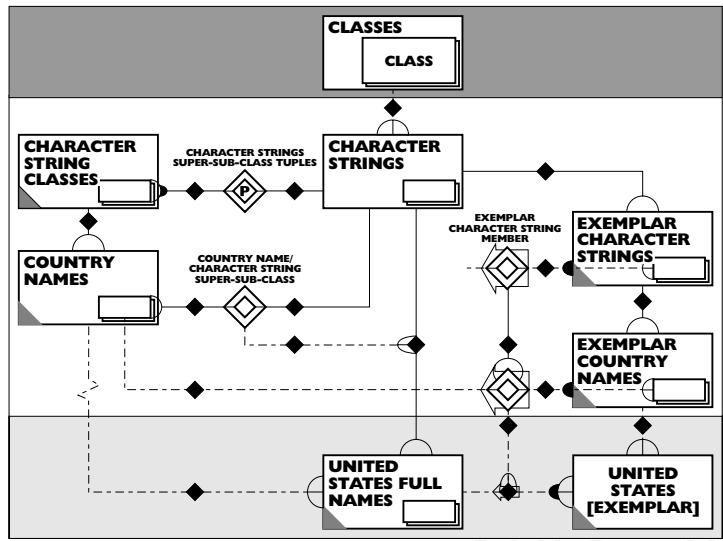 CLASSES
CLASS
CHARACTER
STRING
CLASSES
CHARACTER STRINGS
SUPER-SUB-CLASS TUPLES
P
CHARACTER
STRINGS
EXEMPLAR
CHARACTER STRING
MEMBER
EXEMPLAR
CHARACTER
STRINGS
COUNTRY
NAMES
COUNTRY NAME/
CHARACTER STRING
SUPER-SUB-CLASS
EXEMPLAR
COUNTRY
NAMES
UNITED
STATES FULL
NAMES
UNITED
STATES
[EXEMPLAR]